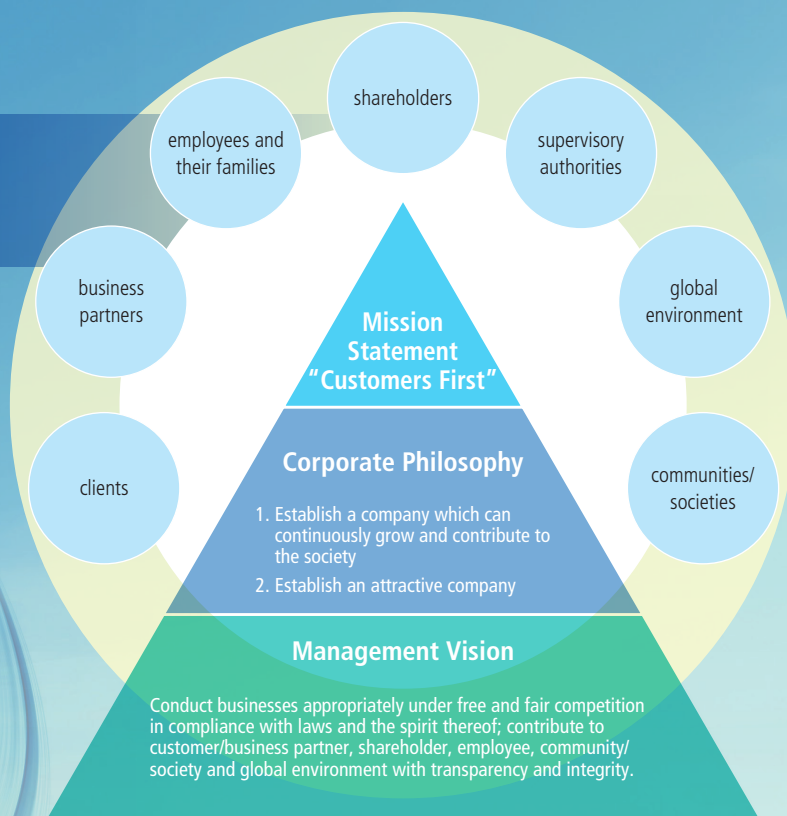 shareholders
employees and
their families
supervisory
authorities
business
partners
global
environment
clients
communities/
societies
Mission
Statement
“Customers First”
Corporate Philosophy
1. Establish a company which can
continuously grow and contribute to
the society
2. Establish an attractive company
Management Vision
Conduct businesses appropriately under free and fair competition
in compliance with laws and the spirit thereof; contribute to
customer/business partner, shareholder, employee, community/
society and global environment with transparency and integrity.